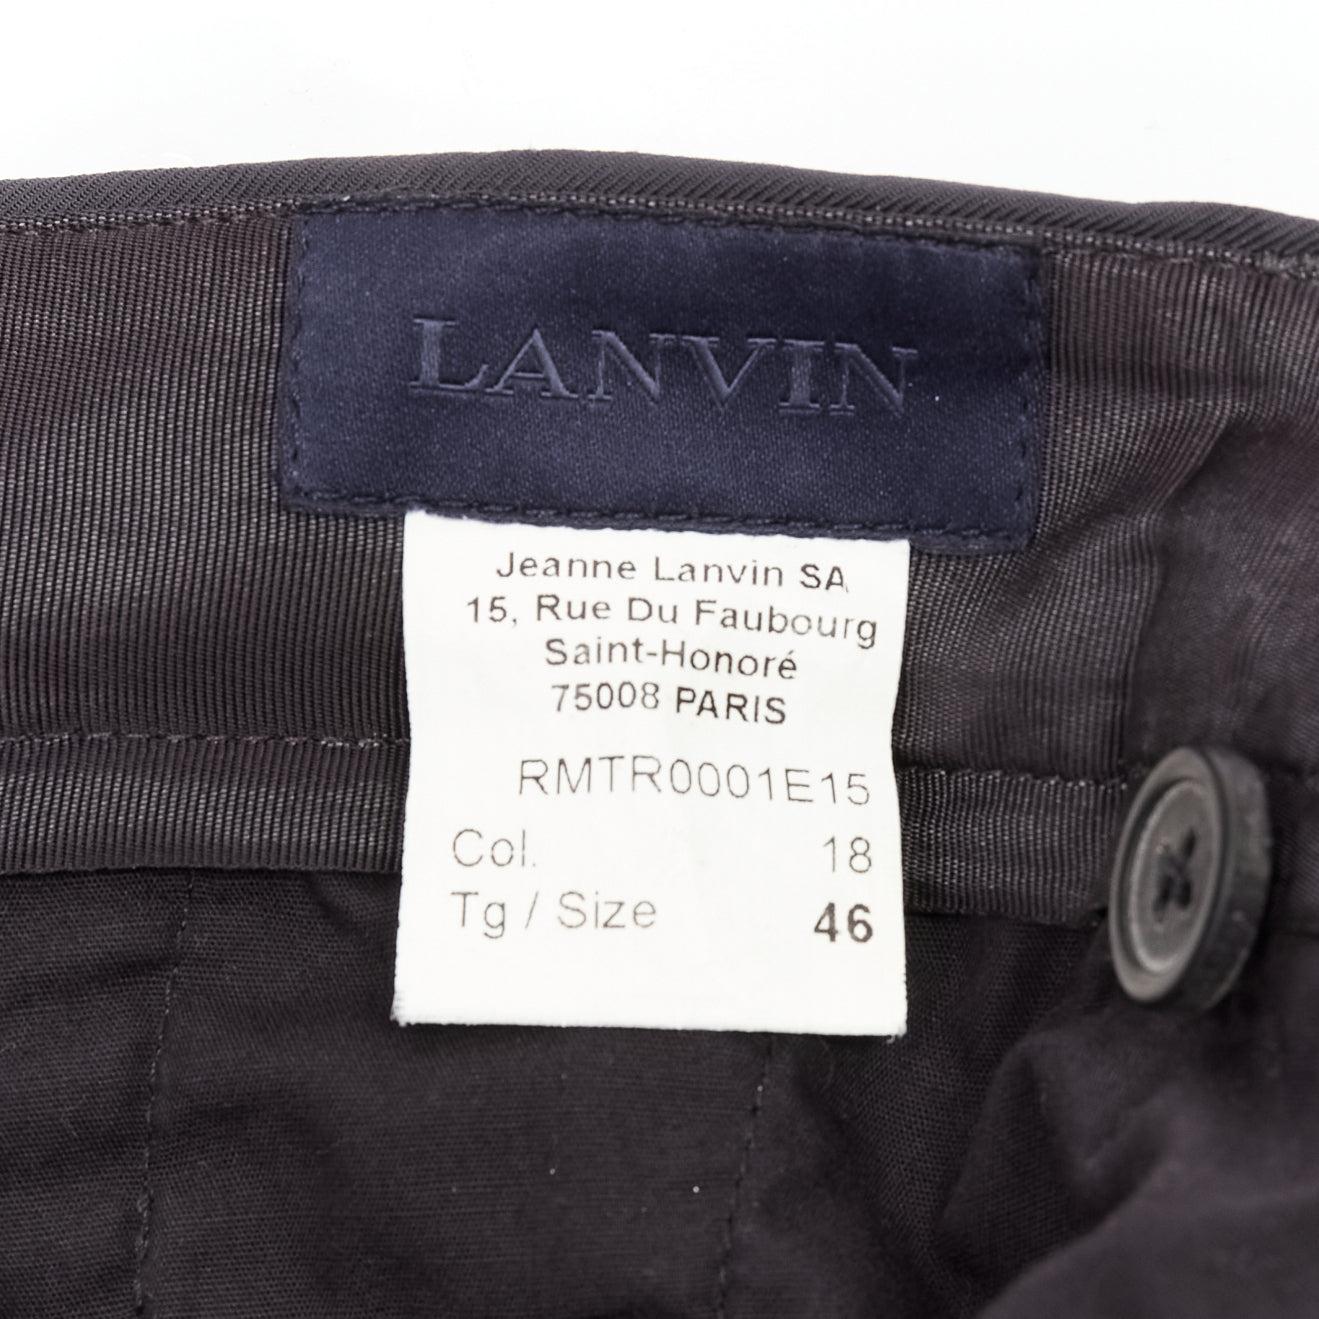 LANVIN
Jeanne Lanvin SA
15, Rue Du Faubourg
Saint-Honoré
75008 PARIS
RMTR0001E15
Col. 18
Tg / Size 46